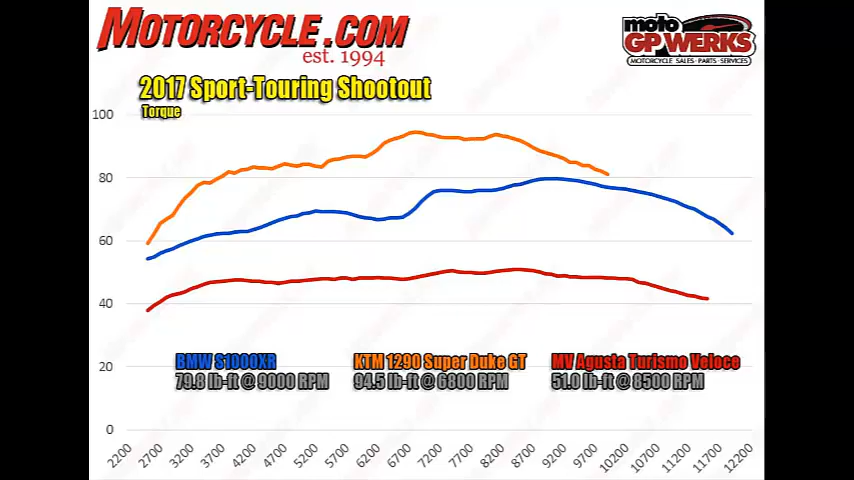 MOTORCYCLE.COM
est. 1994
moto
GP WERKS
MOTORCYCLE SALES · PARTS · SERVICES
2017 Sport-Touring Shootout
Torque
100
80
60
40
20
0
BMW S1000XR
79.8 lb-ft @ 9000 RPM
KTM 1290 Super Duke GT
94.5 lb-ft @ 6800 RPM
MV Agusta Turismo Veloce
51.0 lb-ft @ 8500 RPM
2200 2700 3200 3700 4200 4700 5200 5700 6200 6700 7200 7700 8200 8700 9200 9700 10200 10700 11200 11700 12200